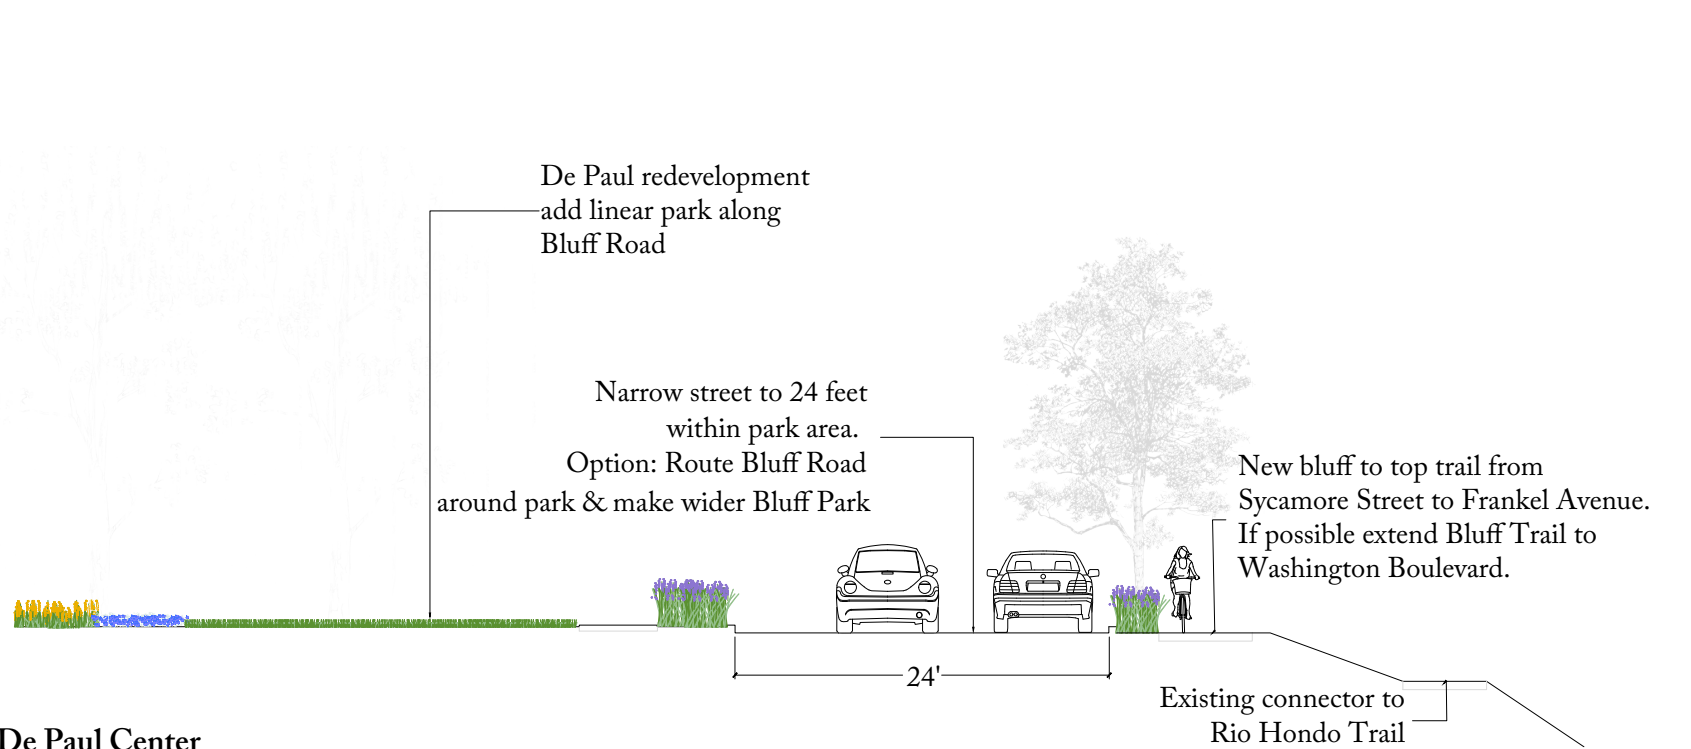 De Paul redevelopment
add linear park along
Bluff Road
Narrow street to 24 feet
within park area.
Option: Route Bluff Road
around park & make wider Bluff Park
New bluff to top trail from
Sycamore Street to Frankel Avenue.
If possible extend Bluff Trail to
Washington Boulevard.
24'
Existing connector to
Rio Hondo Trail
De Paul Center